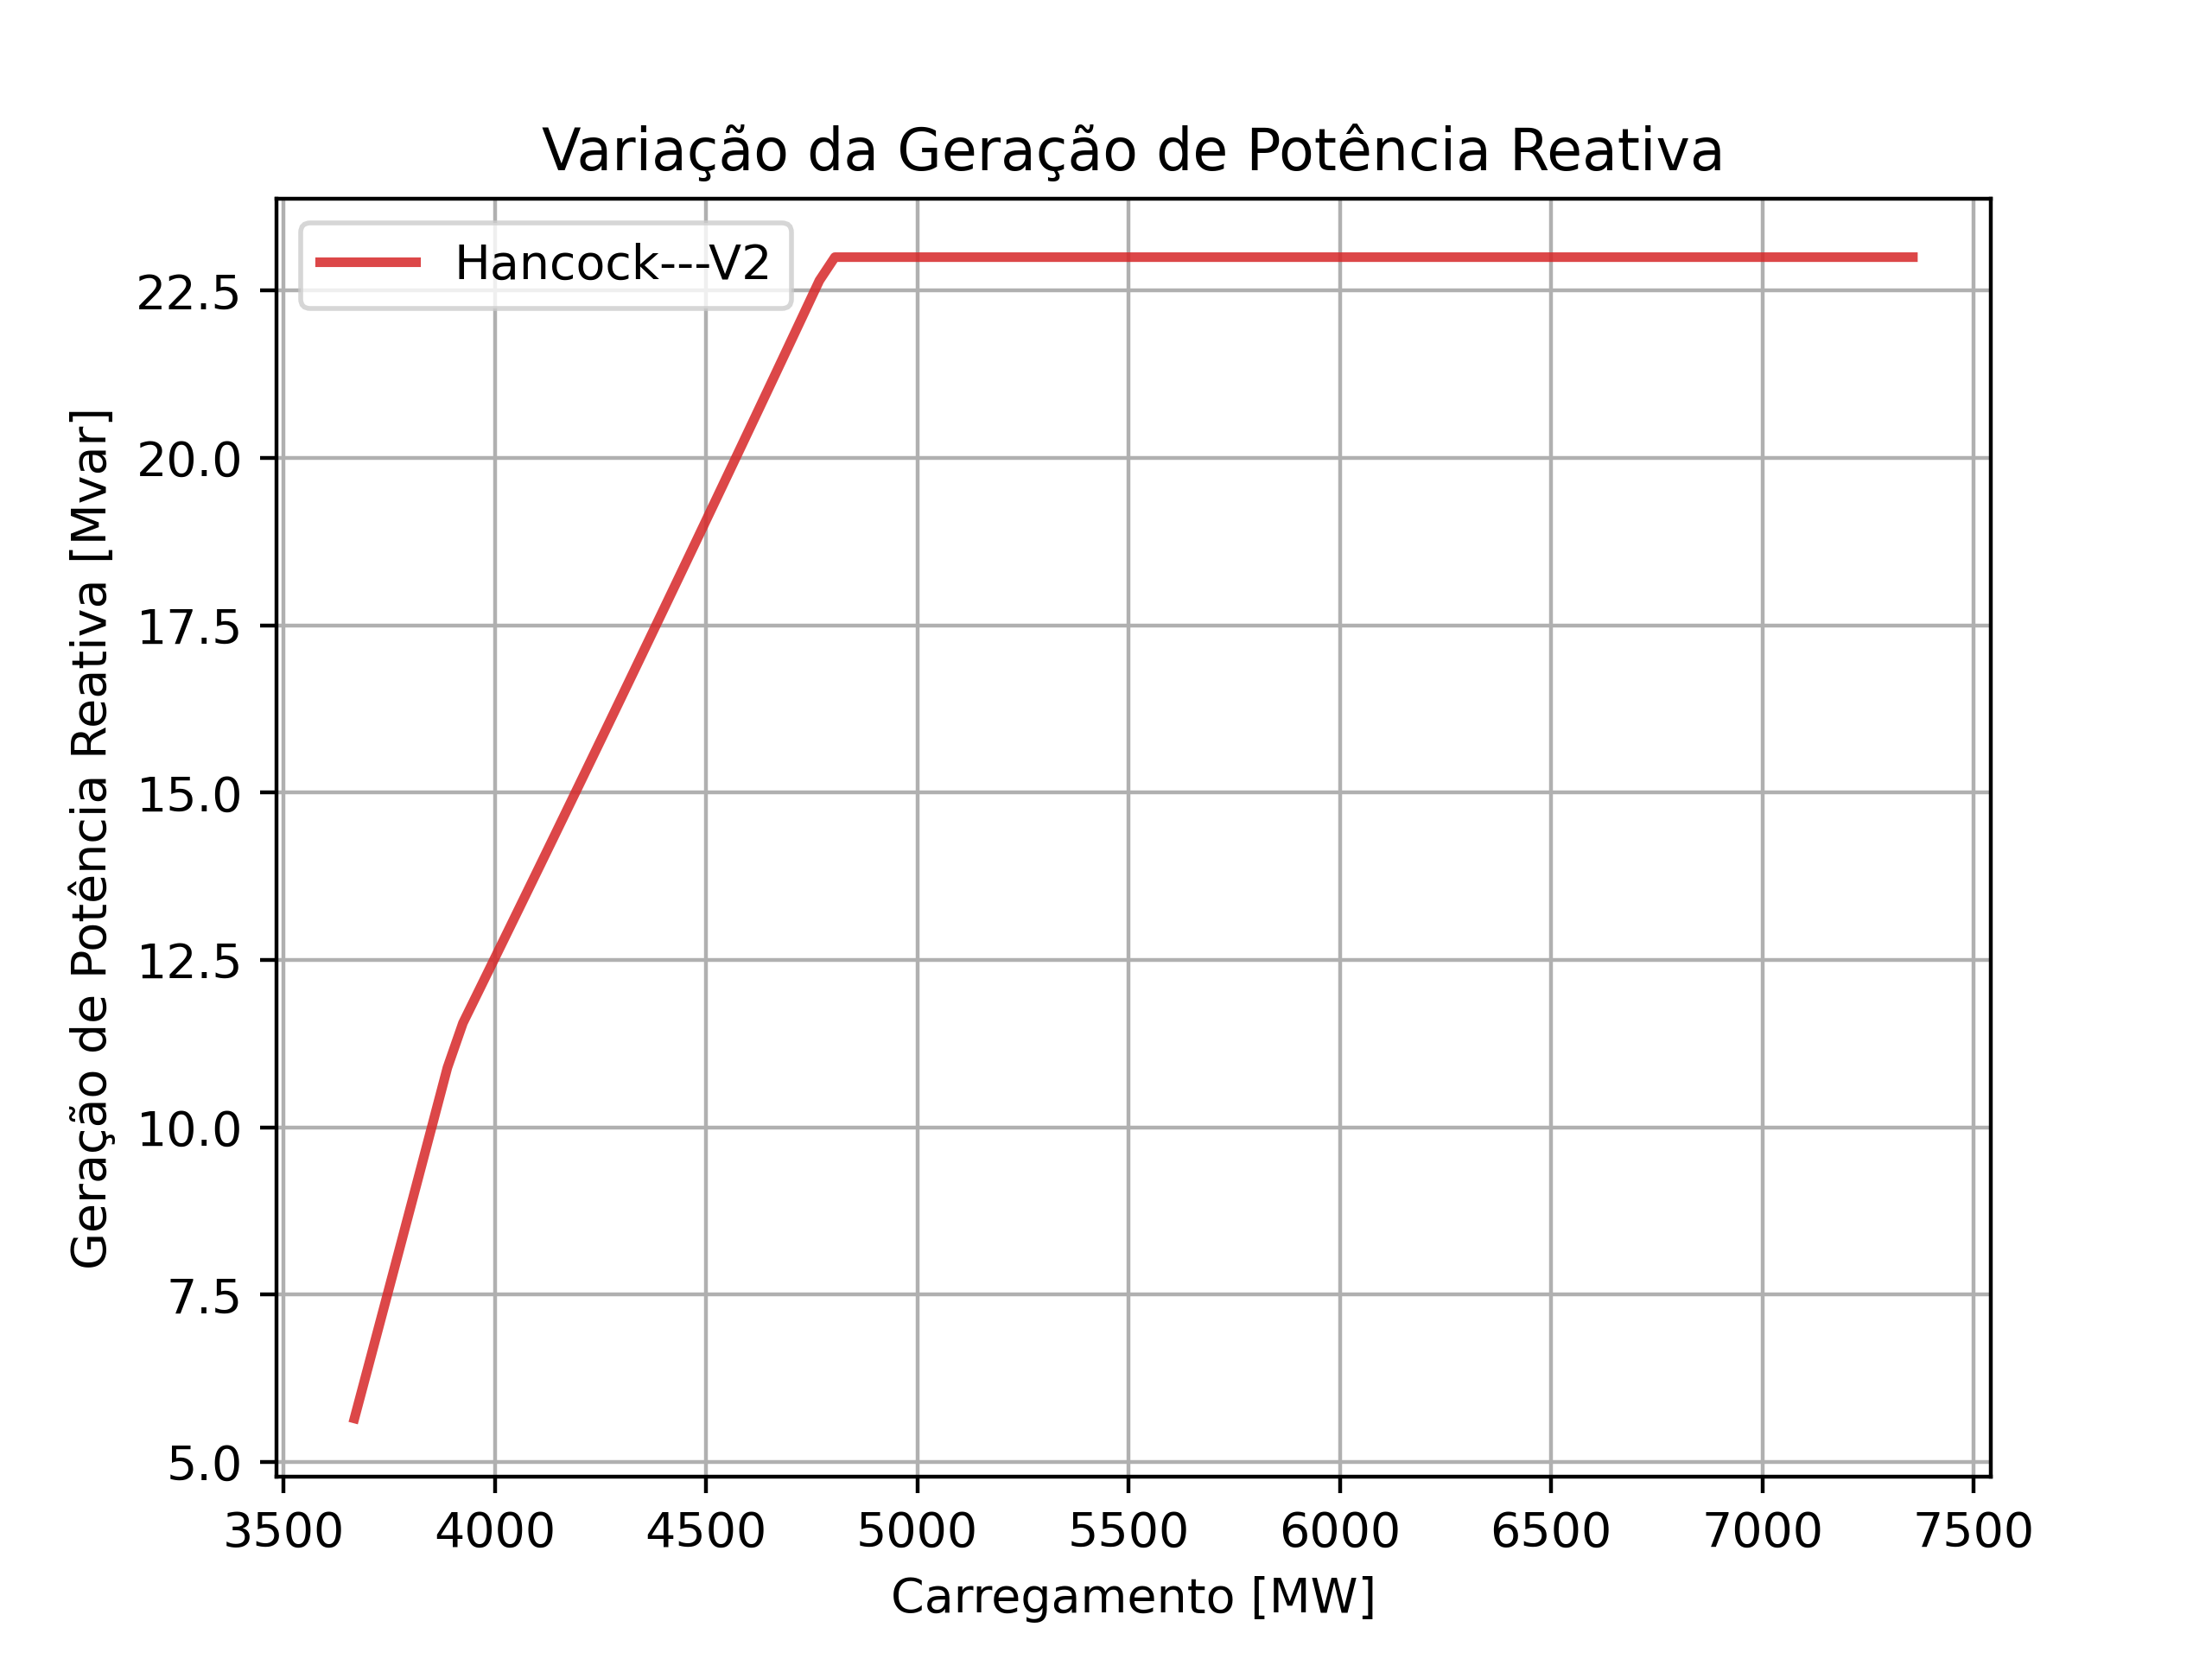 Variação da Geração de Potência Reativa
Hancock---V2
Geração de Potência Reativa [Mvar]
22.5
20.0
17.5
15.0
12.5
10.0
7.5
5.0
3500 4000 4500 5000 5500 6000 6500 7000 7500
Carregamento [MW]